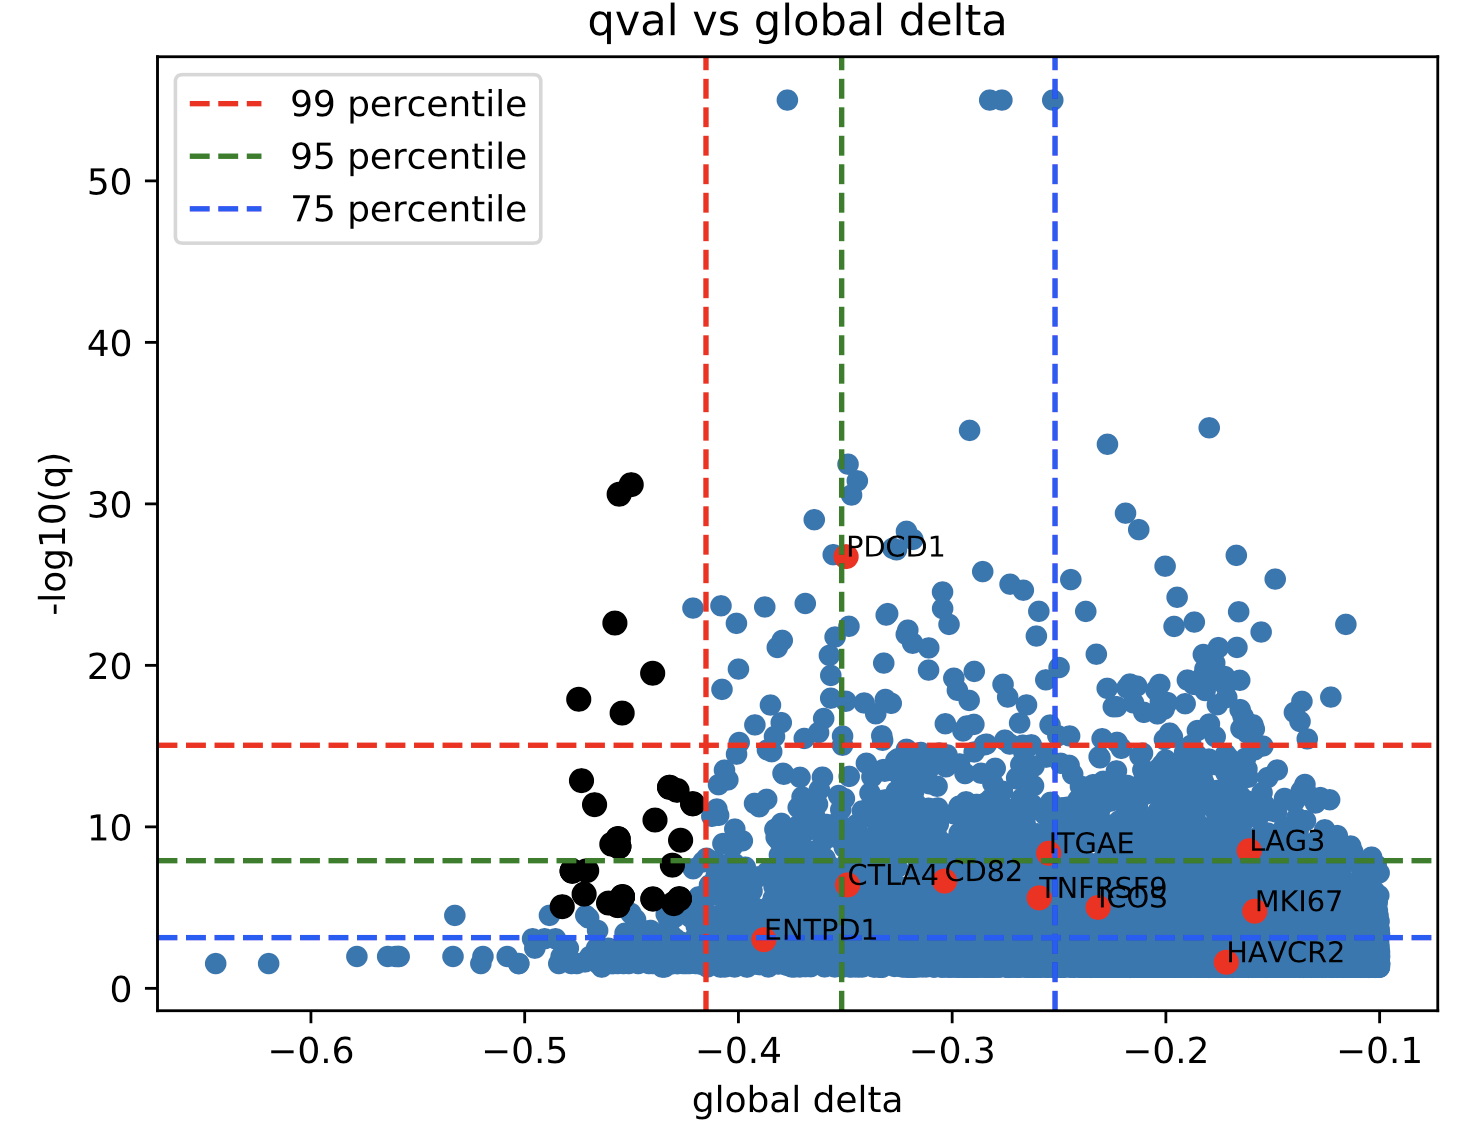 qval vs global delta
99 percentile
95 percentile
75 percentile
50
40
30
20
10
0
-log10(q)
PDCD1
ITGAE
LAG3
CTLA4
CD82
TNFRSF9
ICOS
MKI67
ENTPD1
HAVCR2
−0.6
−0.5
−0.4
−0.3
−0.2
−0.1
global delta